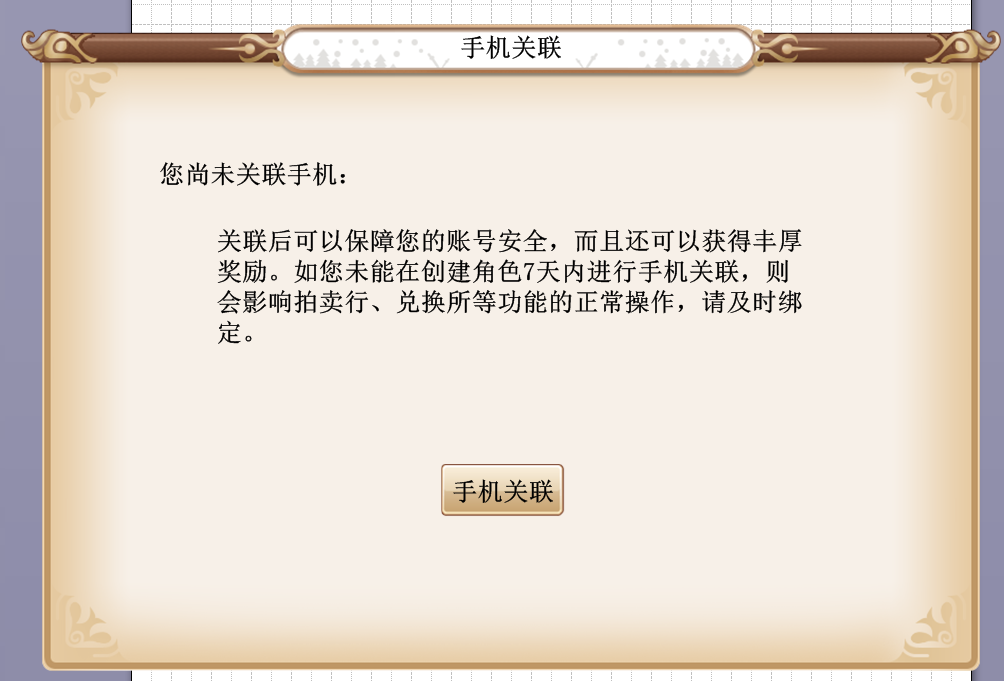 手机关联
您尚未关联手机：
关联后可以保障您的账号安全，而且还可以获得丰厚
奖励。如您未能在创建角色7天内进行手机关联，则
会影响拍卖行、兑换所等功能的正常操作，请及时绑
定。
手机关联